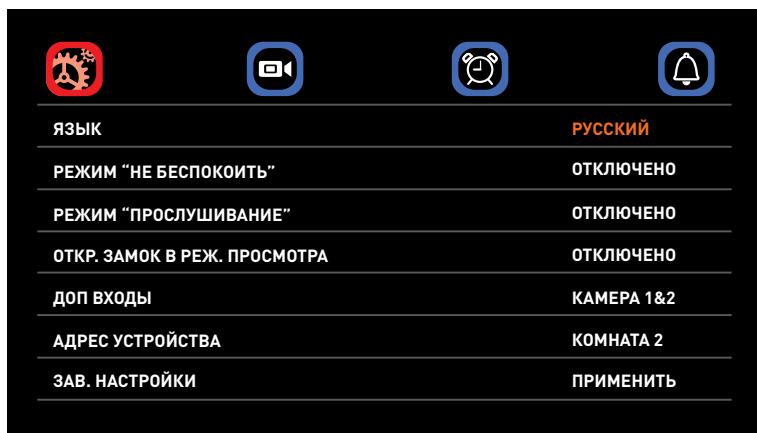 ЯЗЫК РУССКИЙ
РЕЖИМ “НЕ БЕСПОКОИТЬ” ОТКЛЮЧЕНО
РЕЖИМ “ПРОСЛУШИВАНИЕ” ОТКЛЮЧЕНО
ОТКР. ЗАМОК В РЕЖ. ПРОСМОТРА ОТКЛЮЧЕНО
ДОП ВХОДЫ КАМЕРА 1&2
АДРЕС УСТРОЙСТВА КОМНАТА 2
ЗАВ. НАСТРОЙКИ ПРИМЕНИТЬ